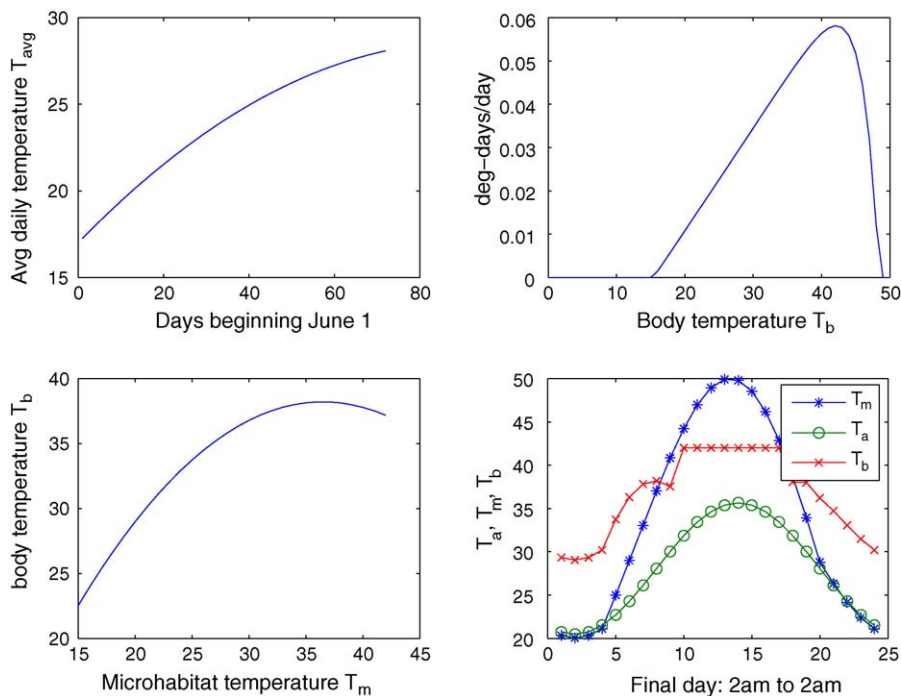 30
25
20
15
0 20 40 60 80
Avg daily temperature T_avg
Days beginning June 1
0.06
0.05
0.04
0.03
0.02
0.01
0
0 10 20 30 40 50
deg-days/day
Body temperature T_b
40
35
30
25
20
15 20 25 30 35 40 45
body temperature T_b
Microhabitat temperature T_m
50
45
40
35
30
25
20
0 5 10 15 20 25
T_a, T_m, T_b
T_m
T_a
T_b
Final day: 2am to 2am